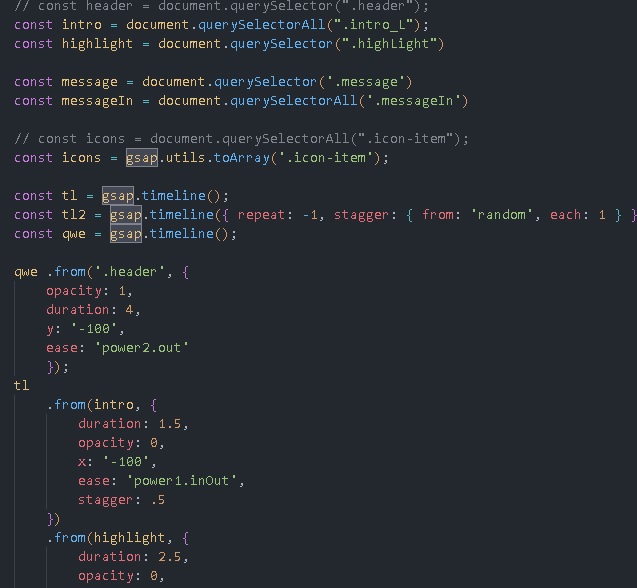 // const header = document.querySelector(".header");
const intro = document.querySelectorAll(".intro_L");
const highlight = document.querySelector(".highLight")
const message = document.querySelector('.message')
const messageIn = document.querySelectorAll('.messageIn')
// const icons = document.querySelectorAll(".icon-item");
const icons = gsap.utils.toArray('.icon-item');
const tl = gsap.timeline();
const tl2 = gsap.timeline({ repeat: -1, stagger: { from: 'random', each: 1 } }
const qwe = gsap.timeline();
qwe .from('.header', {
    opacity: 1,
    duration: 4,
    y: '-100',
    ease: 'power2.out'
    });
tl
    .from(intro, {
        duration: 1.5,
        opacity: 0,
        x: '-100',
        ease: 'power1.inOut',
        stagger: .5
    })
    .from(highlight, {
        duration: 2.5,
        opacity: 0,